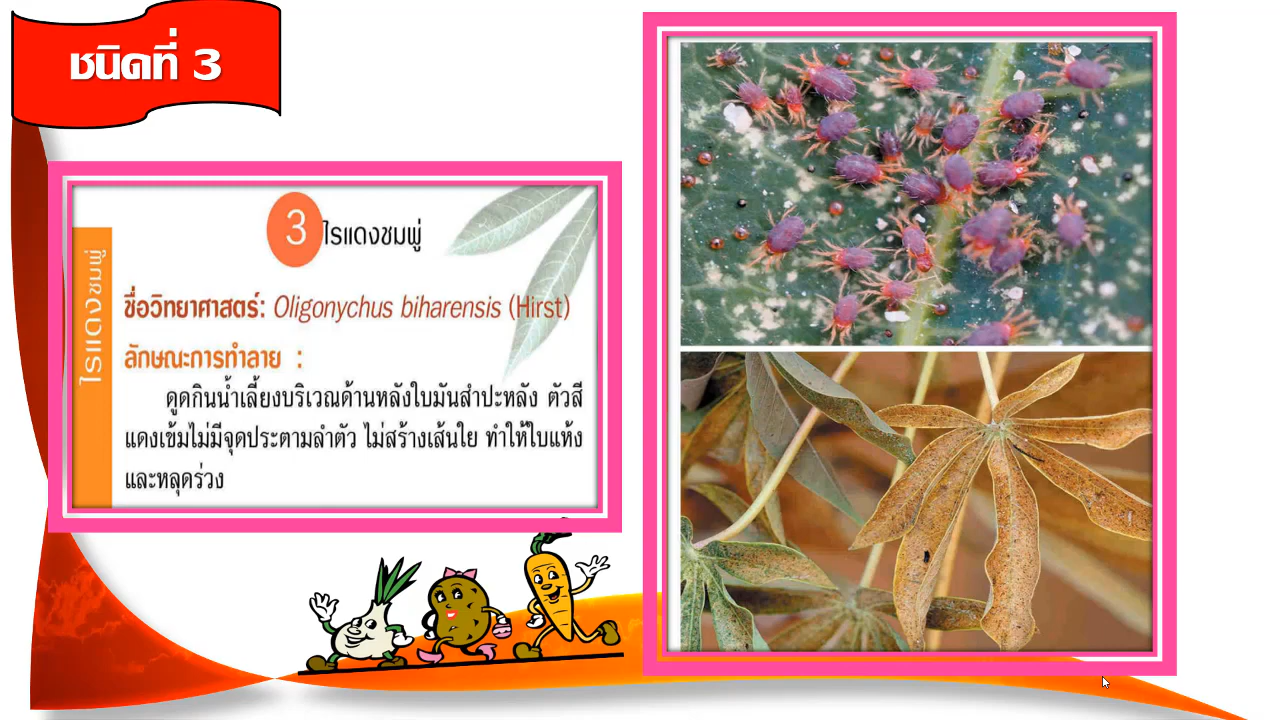 ชนิดที่ 3
3 ไรแดงชมพู่
ไรแดงชมพู่
ชื่อวิทยาศาสตร์: Oligonychus biharensis (Hirst)
ลักษณะการทำลาย :
ดูดกินน้ำเลี้ยงบริเวณด้านหลังใบมันสำปะหลัง ตัวสี
แดงเข้มไม่มีจุดประตามลำตัว ไม่สร้างเส้นใย ทำให้ใบแห้ง
และหลุดร่วง